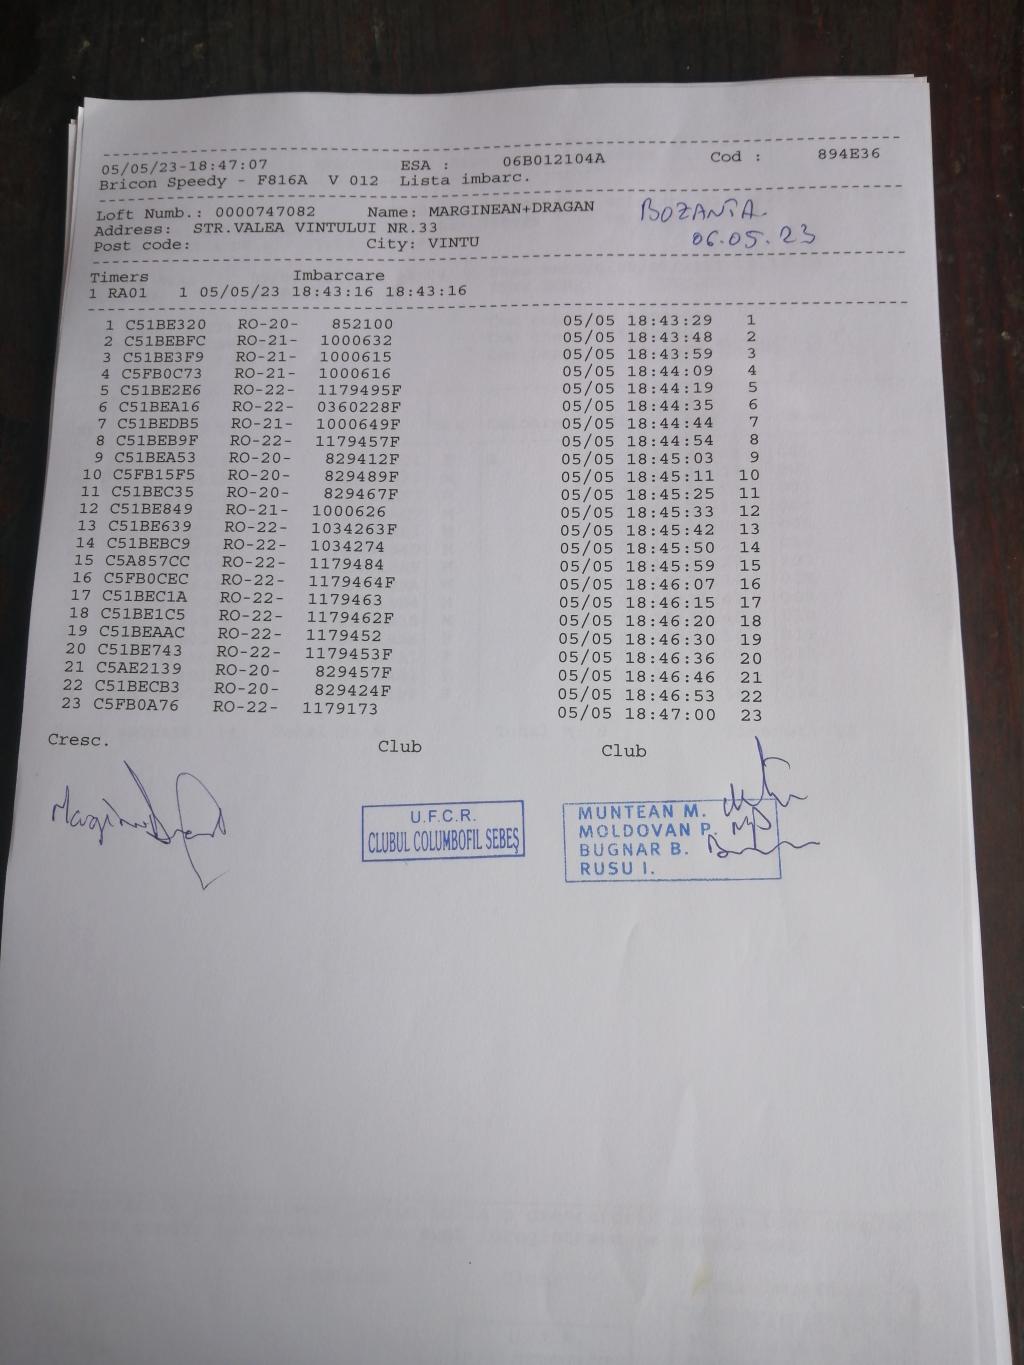 05/05/23-18:47:07 ESA : 06B012104A Cod : 894E36
Bricon Speedy - F816A V 012 Lista imbarc.
Loft Numb.: 0000747082 Name: MARGINEAN+DRAGAN BOZANTA.
Address: STR.VALEA VINTULUI NR.33 06.05.23
Post code: City: VINTU
Timers Imbarcare
1 RA01 1 05/05/23 18:43:16 18:43:16
1 C51BE320 RO-20- 852100 05/05 18:43:29 1
2 C51BEBFC RO-21- 1000632 05/05 18:43:48 2
3 C51BE3F9 RO-21- 1000615 05/05 18:43:59 3
4 C5FB0C73 RO-21- 1000616 05/05 18:44:09 4
5 C51BE2E6 RO-22- 1179495F 05/05 18:44:19 5
6 C51BEA16 RO-22- 0360228F 05/05 18:44:35 6
7 C51BEDB5 RO-21- 1000649F 05/05 18:44:44 7
8 C51BEB9F RO-22- 1179457F 05/05 18:44:54 8
9 C51BEA53 RO-20- 829412F 05/05 18:45:03 9
10 C5FB15F5 RO-20- 829489F 05/05 18:45:11 10
11 C51BEC35 RO-20- 829467F 05/05 18:45:25 11
12 C51BE849 RO-21- 1000626 05/05 18:45:33 12
13 C51BE639 RO-22- 1034263F 05/05 18:45:42 13
14 C51BEBC9 RO-22- 1034274 05/05 18:45:50 14
15 C5A857CC RO-22- 1179484 05/05 18:45:59 15
16 C5FB0CEC RO-22- 1179464F 05/05 18:46:07 16
17 C51BEC1A RO-22- 1179463 05/05 18:46:15 17
18 C51BE1C5 RO-22- 1179462F 05/05 18:46:20 18
19 C51BEAAC RO-22- 1179452 05/05 18:46:30 19
20 C51BE743 RO-22- 1179453F 05/05 18:46:36 20
21 C5AE2139 RO-20- 829457F 05/05 18:46:46 21
22 C51BECB3 RO-20- 829424F 05/05 18:46:53 22
23 C5FB0A76 RO-22- 1179173 05/05 18:47:00 23
Cresc. Club Club
U.F.C.R.
CLUBUL COLUMBOFIL SEBEȘ
MUNTEAN M.
MOLDOVAN P.
BUGNAR B.
RUSU I.